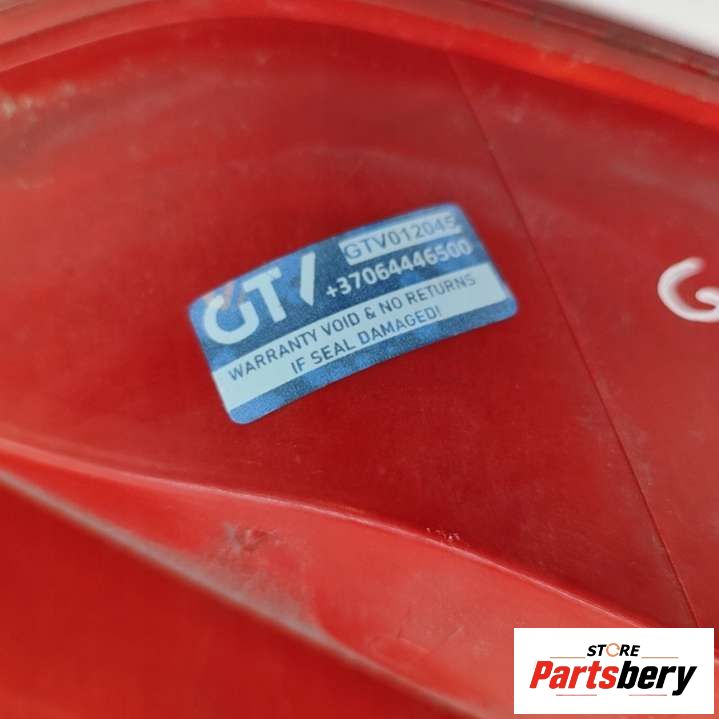 GTV
GTV012045
+37064446500
WARRANTY VOID & NO RETURNS
IF SEAL DAMAGED!
G
STORE
Partsbery